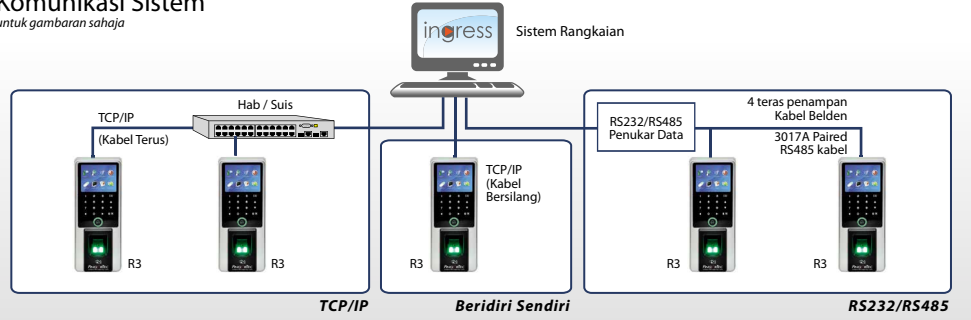 Komunikasi Sistem
untuk gambaran sahaja
ingress
Sistem Rangkaian
TCP/IP
(Kabel Terus)
Hab / Suis
R3
R3
TCP/IP
TCP/IP
(Kabel
Bersilang)
R3
Beridiri Sendiri
RS232/RS485
Penukar Data
4 teras penampan
Kabel Belden
3017A Paired
RS485 kabel
R3
R3
RS232/RS485